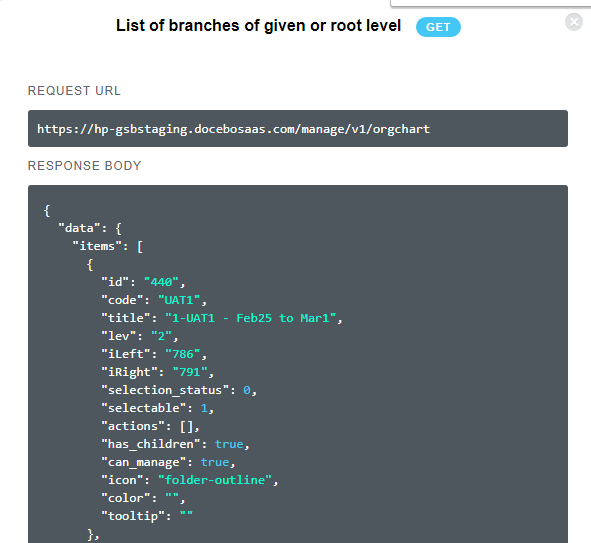 List of branches of given or root level GET
REQUEST URL
https://hp-gsbstaging.docebosaas.com/manage/v1/orgchart
RESPONSE BODY
{
"data": {
"items": [
{
"id": "440",
"code": "UAT1",
"title": "1-UAT1 - Feb25 to Mar1",
"lev": "2",
"iLeft": "786",
"iRight": "791",
"selection_status": 0,
"selectable": 1,
"actions": [],
"has_children": true,
"can_manage": true,
"icon": "folder-outline",
"color": "",
"tooltip": ""
},